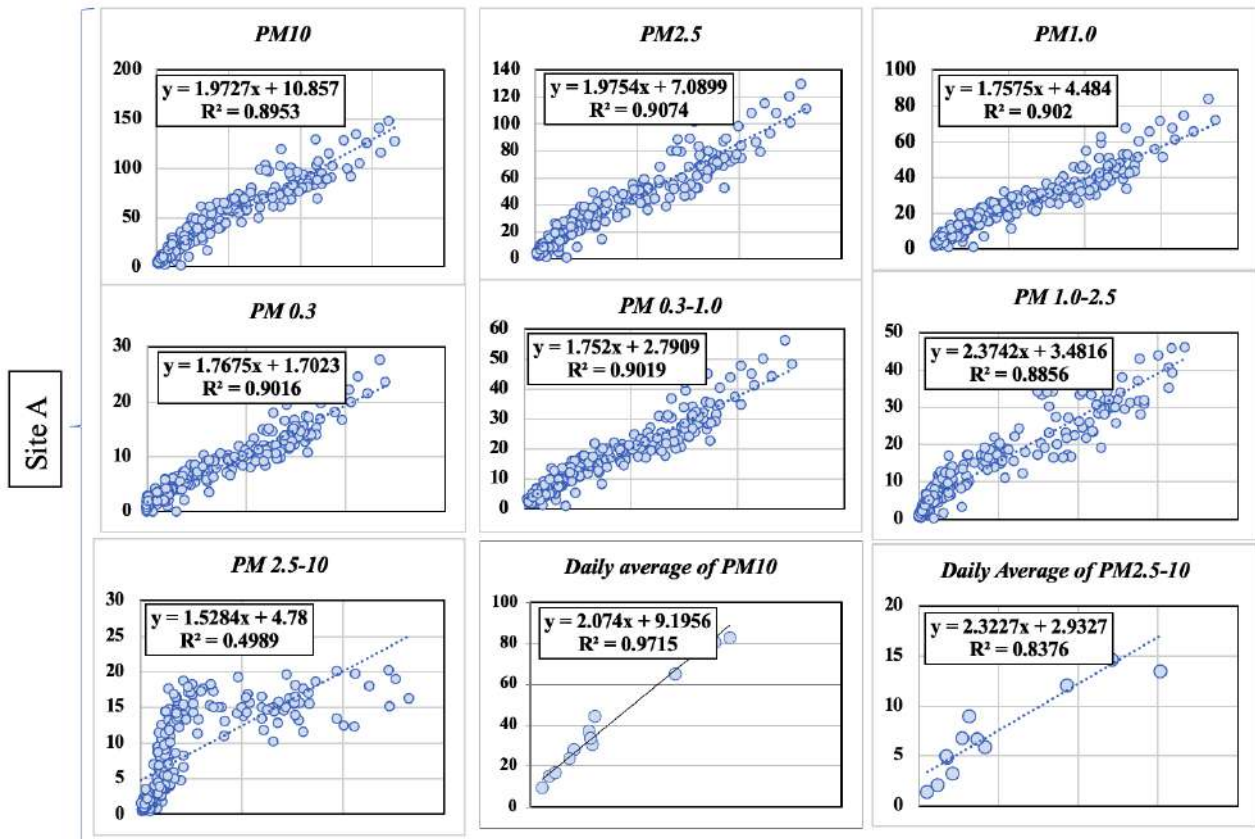 Site A
PM10
200
150
100
50
0
y = 1.9727x + 10.857
R² = 0.8953
PM2.5
140
120
100
80
60
40
20
0
y = 1.9754x + 7.0899
R² = 0.9074
PM1.0
100
80
60
40
20
0
y = 1.7575x + 4.484
R² = 0.902
PM 0.3
30
20
10
0
y = 1.7675x + 1.7023
R² = 0.9016
PM 0.3-1.0
60
50
40
30
20
10
0
y = 1.752x + 2.7909
R² = 0.9019
PM 1.0-2.5
50
40
30
20
10
0
y = 2.3742x + 3.4816
R² = 0.8856
PM 2.5-10
30
25
20
15
10
5
0
y = 1.5284x + 4.78
R² = 0.4989
Daily average of PM10
100
80
60
40
20
0
y = 2.074x + 9.1956
R² = 0.9715
Daily Average of PM2.5-10
20
15
10
5
0
y = 2.3227x + 2.9327
R² = 0.8376